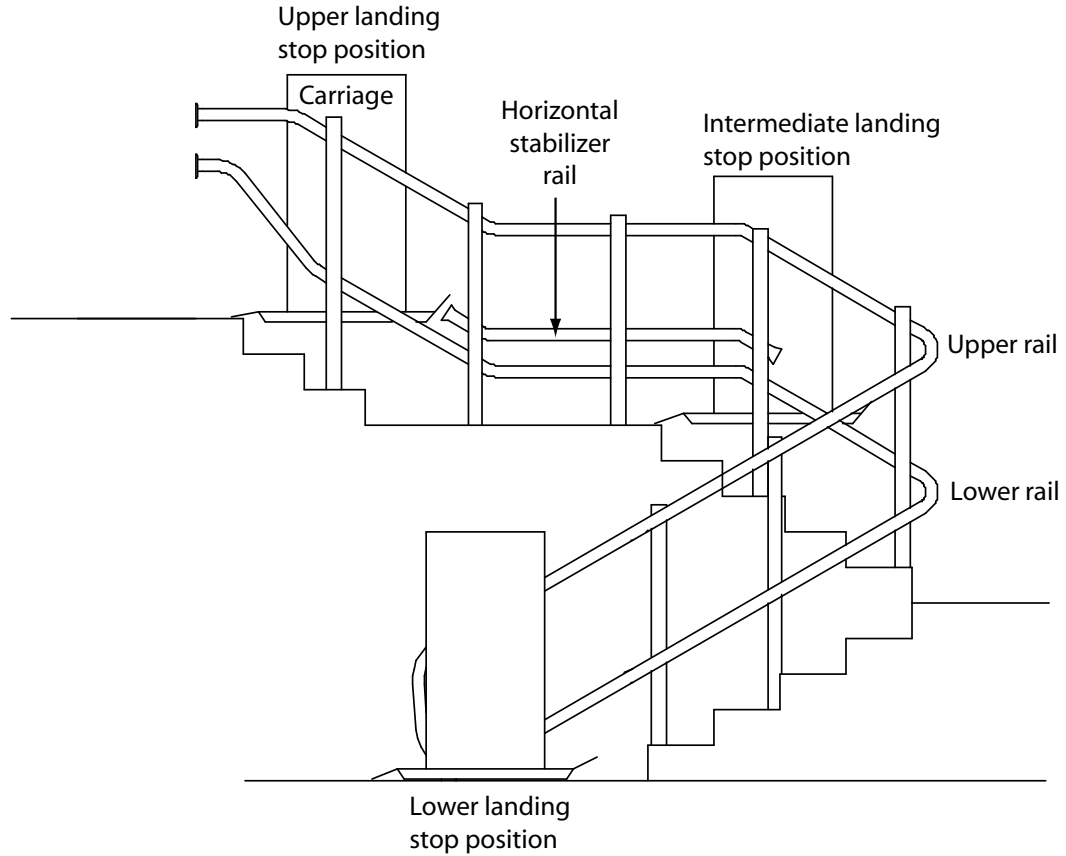 Upper landing
stop position
Carriage
Horizontal
stabilizer
rail
Intermediate landing
stop position
Upper rail
Lower rail
Lower landing
stop position